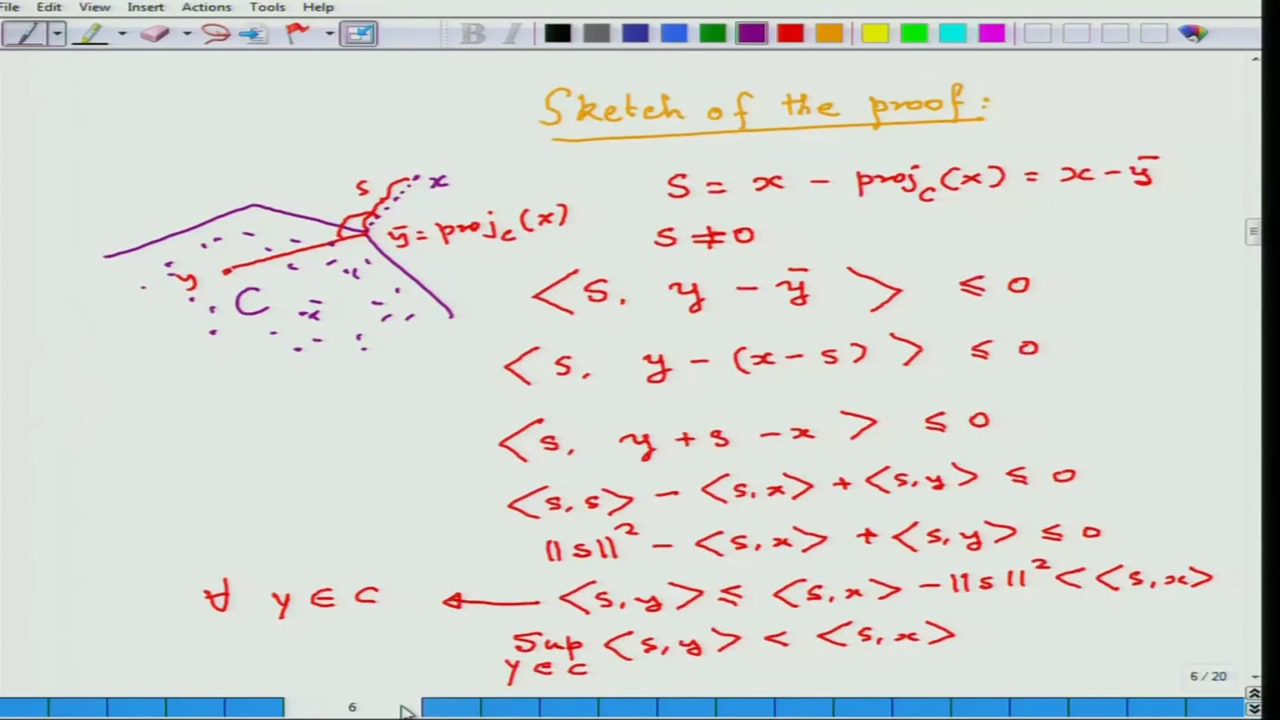 File Edit View Insert Actions Tools Help
B I
Sketch of the proof:
s x
ȳ = proj_C(x)
y
C
S = x - proj_C(x) = x - ȳ
s ≠ 0
<s, y - ȳ> ≤ 0
<s, y - (x - s)> ≤ 0
<s, y + s - x> ≤ 0
<s,s> - <s,x> + <s,y> ≤ 0
||s||² - <s,x> + <s,y> ≤ 0
∀ y ∈ C ← <s,y> ≤ <s,x> - ||s||² < <s,x>
Sup <s,y> < <s,x>
y ∈ C
6 / 20
6